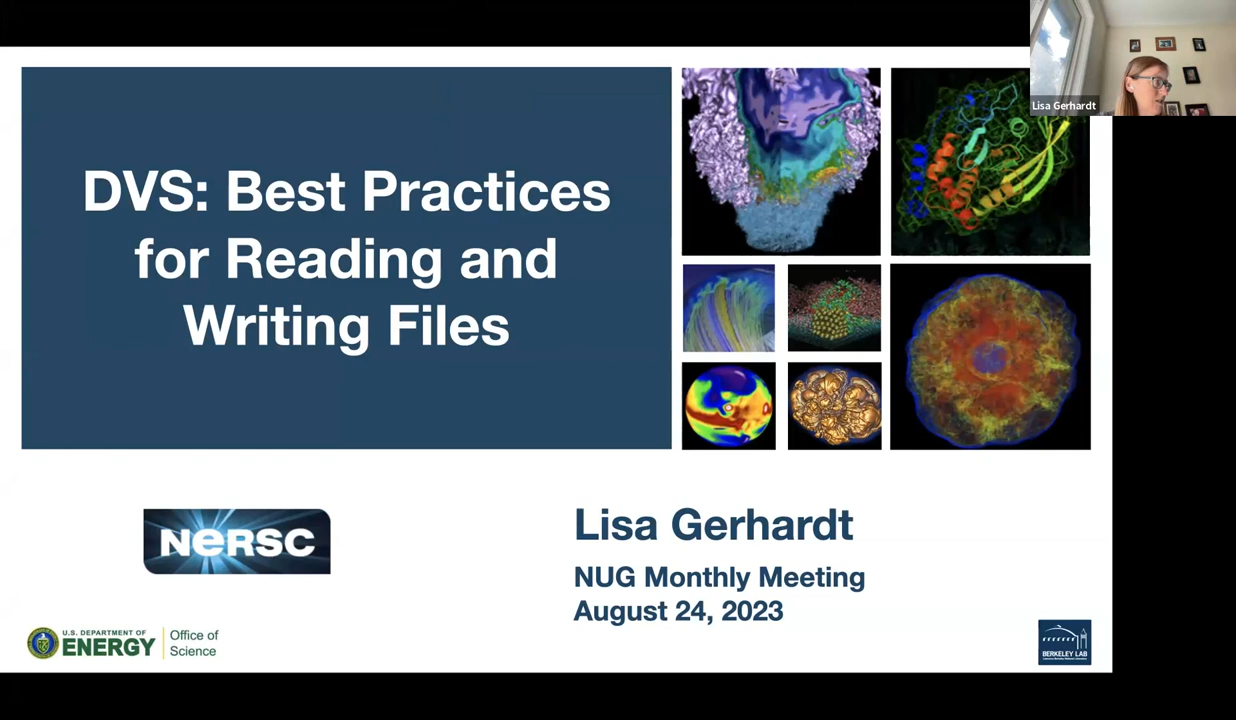 Lisa Gerhardt
DVS: Best Practices
for Reading and
Writing Files
NERSC
Lisa Gerhardt
NUG Monthly Meeting
August 24, 2023
U.S. DEPARTMENT OF
ENERGY
Office of
Science
BERKELEY LAB